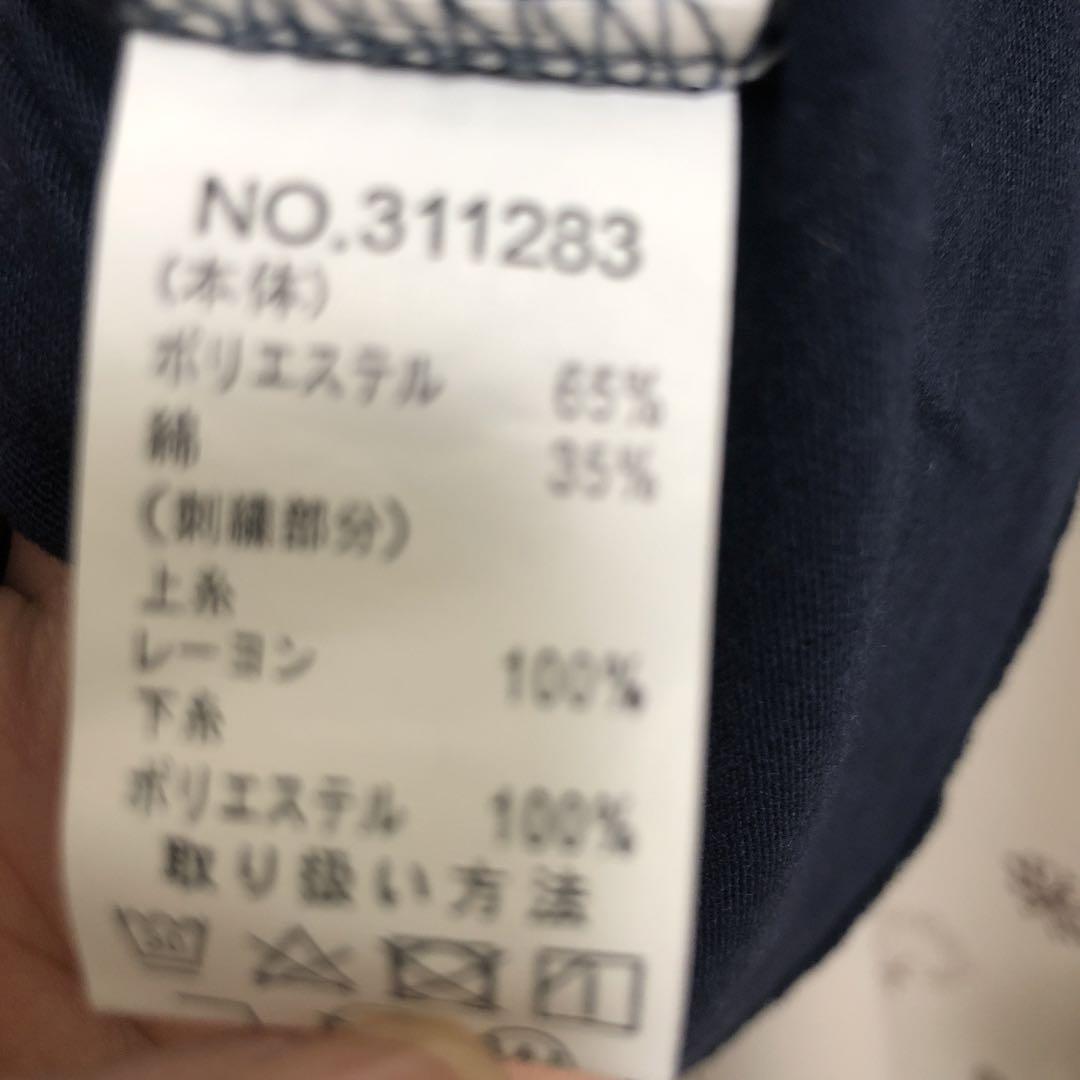 NO.311283
(本体)
ポリエステル 65%
綿 35%
(刺繍部分)
上糸
レーヨン 100%
下糸
ポリエステル 100%
取り扱い方法